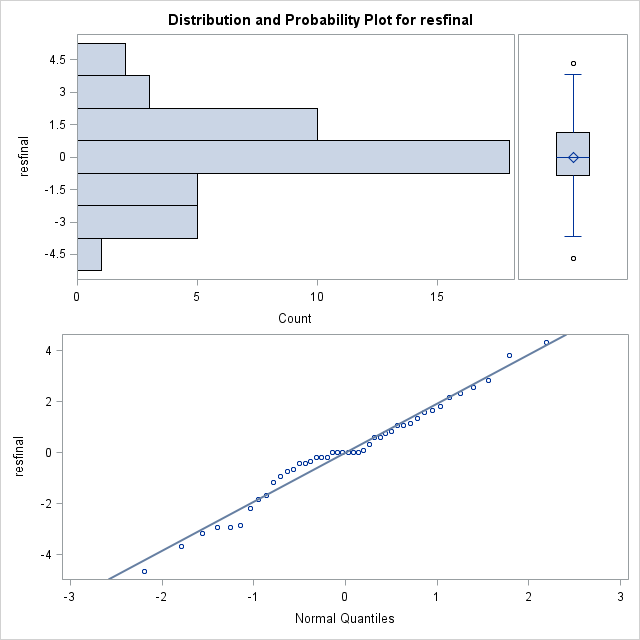 Distribution and Probability Plot for resfinal
4.5
3
1.5
0
-1.5
-3
-4.5
resfinal
0 5 10 15
Count
4
2
0
-2
-4
resfinal
-3 -2 -1 0 1 2 3
Normal Quantiles